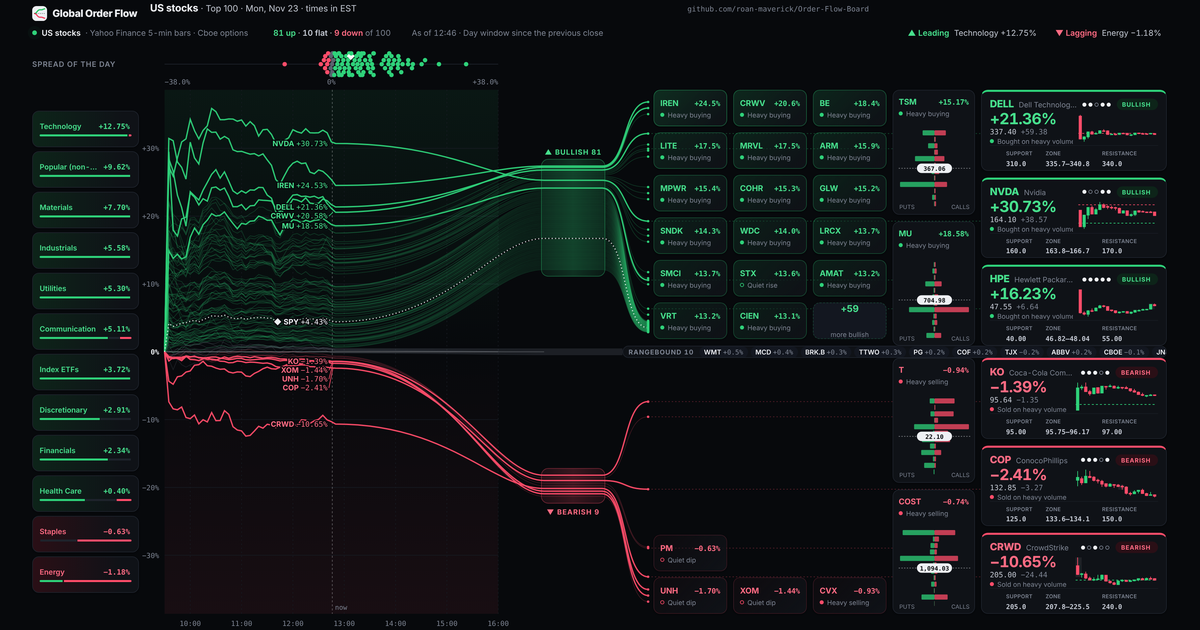 Global Order Flow
US stocks · Top 100 · Mon, Nov 23 · times in EST
github.com/roan-maverick/Order-Flow-Board
US stocks · Yahoo Finance 5-min bars · Cboe options
81 up · 10 flat · 9 down of 100
As of 12:46 · Day window since the previous close
▲ Leading Technology +12.75%
▼ Lagging Energy −1.18%
SPREAD OF THE DAY
−38.0% 0% +38.0%
Technology +12.75%
Popular (non-... +9.62%
Materials +7.70%
Industrials +5.58%
Utilities +5.30%
Communication +5.11%
Index ETFs +3.72%
Discretionary +2.91%
Financials +2.34%
Health Care +0.40%
Staples −0.63%
Energy −1.18%
+30%
+20%
+10%
0%
−10%
−20%
−30%
NVDA +30.73%
IREN +24.53%
DELL +21.36%
CRWV +20.58%
MU +18.58%
◆ SPY +4.43%
KO −1.39%
XOM −1.44%
UNH −1.70%
COP −2.41%
CRWD −10.65%
now
10:00 11:00 12:00 13:00 14:00 15:00 16:00
▲ BULLISH 81
▼ BEARISH 9
IREN +24.5%
Heavy buying
CRWV +20.6%
Heavy buying
BE +18.4%
Heavy buying
LITE +17.5%
Heavy buying
MRVL +17.5%
Heavy buying
ARM +15.9%
Heavy buying
MPWR +15.4%
Heavy buying
COHR +15.3%
Heavy buying
GLW +15.2%
Heavy buying
SNDK +14.3%
Heavy buying
WDC +14.0%
Heavy buying
LRCX +13.7%
Heavy buying
SMCI +13.7%
Heavy buying
STX +13.6%
Quiet rise
AMAT +13.2%
Heavy buying
VRT +13.2%
Heavy buying
CIEN +13.1%
Heavy buying
+59
more bullish
TSM +15.17%
Heavy buying
367.06
PUTS CALLS
MU +18.58%
Heavy buying
704.98
PUTS CALLS
RANGEBOUND 10 WMT +0.5% MCD +0.4% BRK.B +0.3% TTWO +0.3% PG +0.2% COF +0.2% TJX −0.2% ABBV +0.2% CBOE −0.1% JN
T −0.94%
Heavy selling
22.10
PUTS CALLS
COST −0.74%
Heavy selling
1,094.03
PUTS CALLS
PM −0.63%
Quiet dip
UNH −1.70%
Quiet dip
XOM −1.44%
Quiet dip
CVX −0.93%
Heavy selling
DELL Dell Technolog... BULLISH
+21.36%
337.40 +59.38
Bought on heavy volume
SUPPORT ZONE RESISTANCE
310.0 335.7–340.8 340.0
NVDA Nvidia BULLISH
+30.73%
164.10 +38.57
Bought on heavy volume
SUPPORT ZONE RESISTANCE
160.0 163.8–166.7 170.0
HPE Hewlett Packar... BULLISH
+16.23%
47.55 +6.64
Bought on heavy volume
SUPPORT ZONE RESISTANCE
40.00 46.82–48.04 55.00
KO Coca-Cola Com... BEARISH
−1.39%
95.64 −1.35
Sold on heavy volume
SUPPORT ZONE RESISTANCE
95.00 95.75–96.17 97.00
COP ConocoPhillips BEARISH
−2.41%
132.85 −3.27
Sold on heavy volume
SUPPORT ZONE RESISTANCE
125.0 133.6–134.1 150.0
CRWD CrowdStrike BEARISH
−10.65%
205.00 −24.44
Sold on heavy volume
SUPPORT ZONE RESISTANCE
205.0 207.8–225.5 240.0